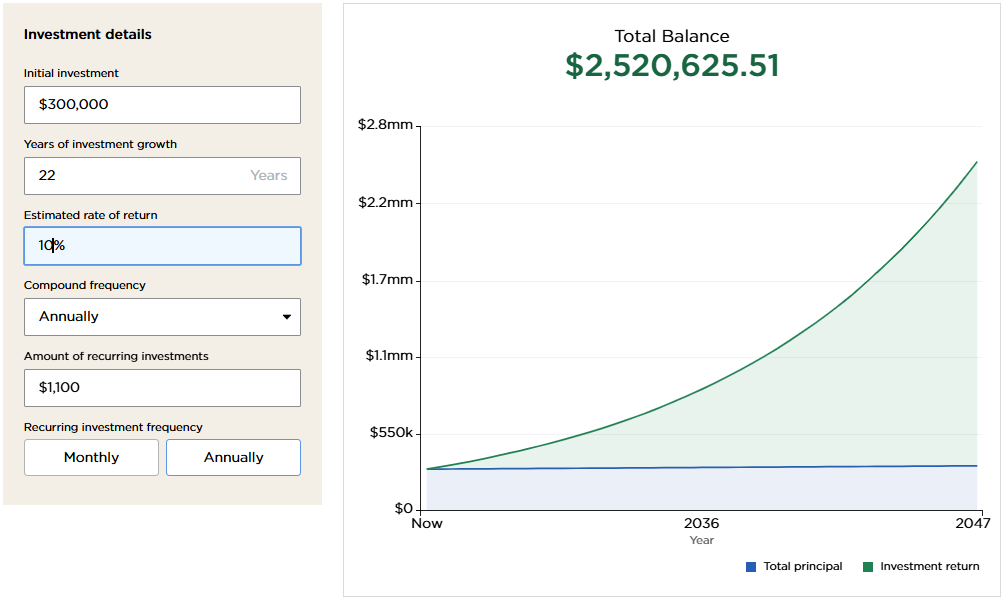 Investment details
Initial investment
$300,000
Years of investment growth
22 Years
Estimated rate of return
10%
Compound frequency
Annually
Amount of recurring investments
$1,100
Recurring investment frequency
Monthly Annually
Total Balance
$2,520,625.51
$2.8mm
$2.2mm
$1.7mm
$1.1mm
$550k
$0
Now 2036 2047
Year
Total principal Investment return